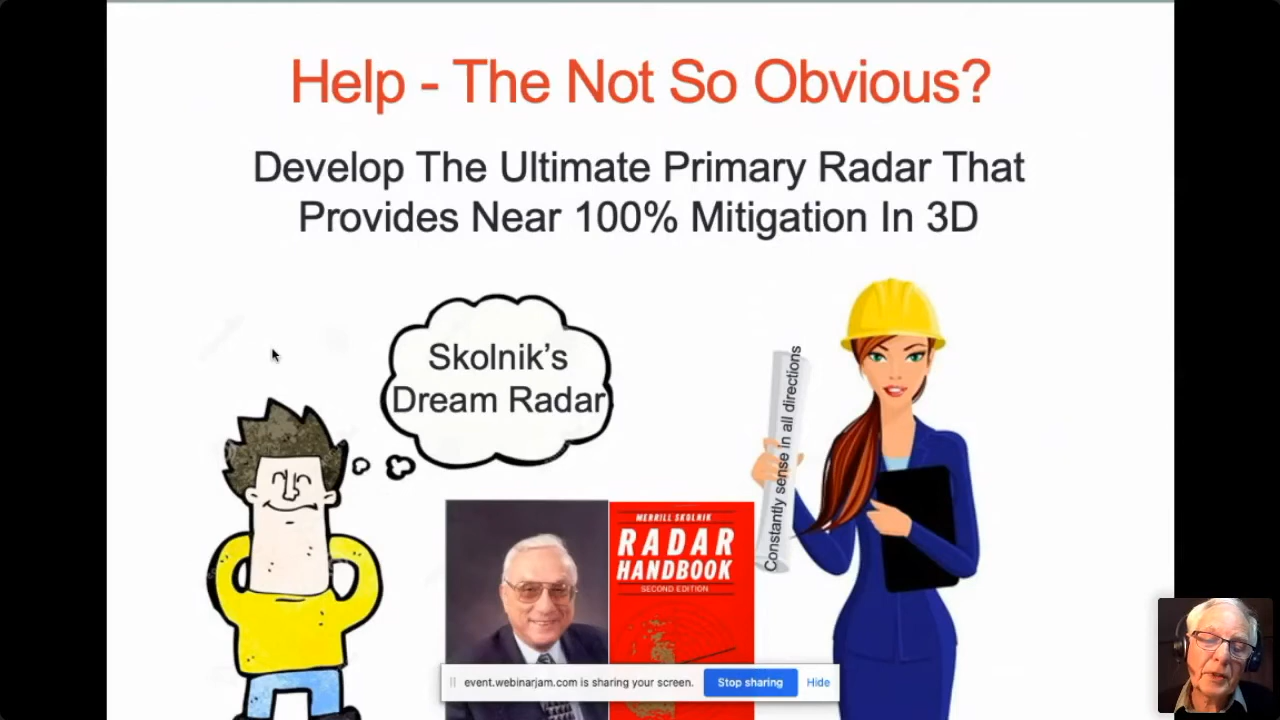 Help - The Not So Obvious?
Develop The Ultimate Primary Radar That
Provides Near 100% Mitigation In 3D
Skolnik's
Dream Radar
Constantly sense in all directions
MERRILL SKOLNIK
RADAR
HANDBOOK
SECOND EDITION
event.webinarjam.com is sharing your screen.
Stop sharing
Hide